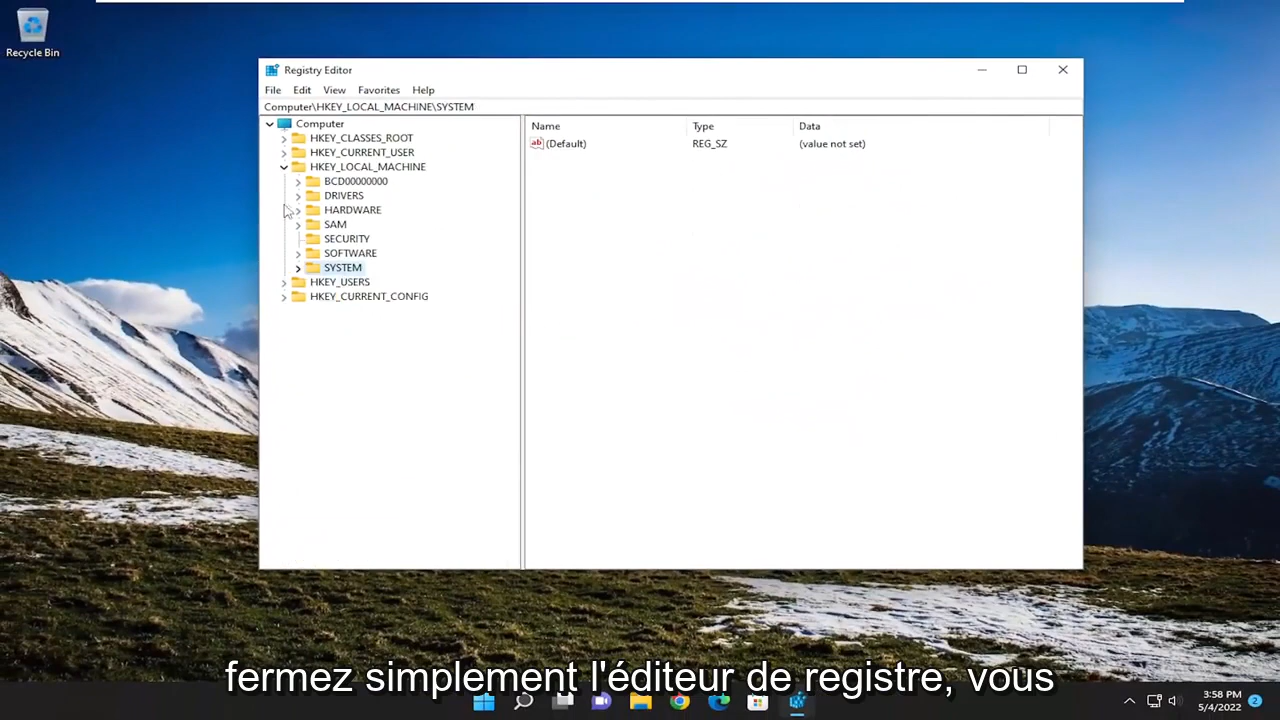 Recycle Bin
Registry Editor
File Edit View Favorites Help
Computer\HKEY_LOCAL_MACHINE\SYSTEM
Computer
HKEY_CLASSES_ROOT
HKEY_CURRENT_USER
HKEY_LOCAL_MACHINE
BCD00000000
DRIVERS
HARDWARE
SAM
SECURITY
SOFTWARE
SYSTEM
HKEY_USERS
HKEY_CURRENT_CONFIG
Name Type Data
ab (Default) REG_SZ (value not set)
fermez simplement l'éditeur de registre, vous
3:58 PM
5/4/2022
2